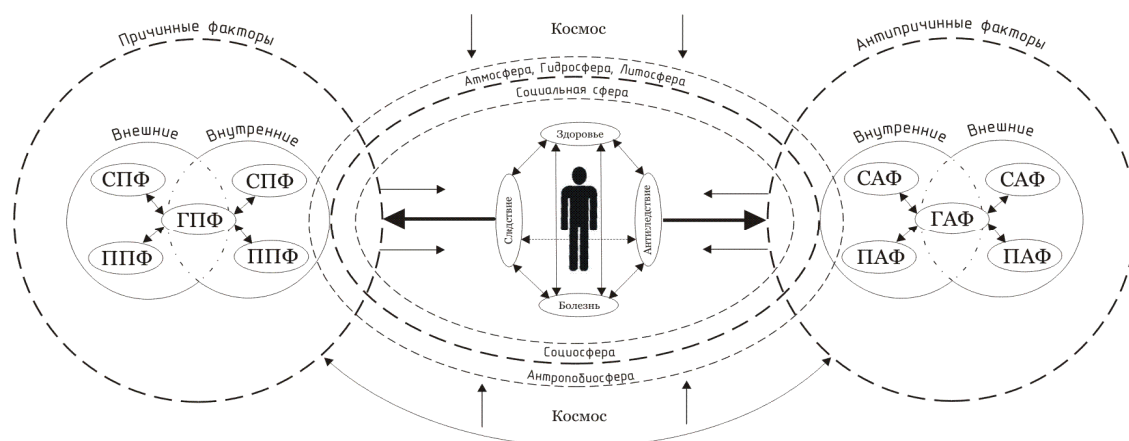 Причинные факторы
Внешние
Внутренние
СПФ
СПФ
ГПФ
ППФ
ППФ
Космос
Атмосфера, Гидросфера, Литосфера
Социальная сфера
Здоровье
Следствие
Антиследствие
Болезнь
Социосфера
Антропобиосфера
Космос
Антипричинные факторы
Внутренние
Внешние
САФ
САФ
ГАФ
ПАФ
ПАФ